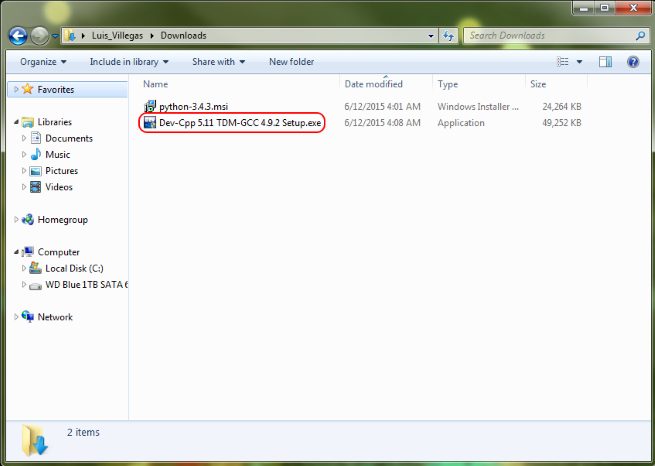 Luis_Villegas Downloads Search Downloads
Organize Include in library Share with New folder
Name Date modified Type Size
Favorites
python-3.4.3.msi 6/12/2015 4:01 AM Windows Installer ... 24,264 KB
Dev-Cpp 5.11 TDM-GCC 4.9.2 Setup.exe 6/12/2015 4:08 AM Application 49,252 KB
Libraries
Documents
Music
Pictures
Videos
Homegroup
Computer
Local Disk (C:)
WD Blue 1TB SATA 6
Network
2 items